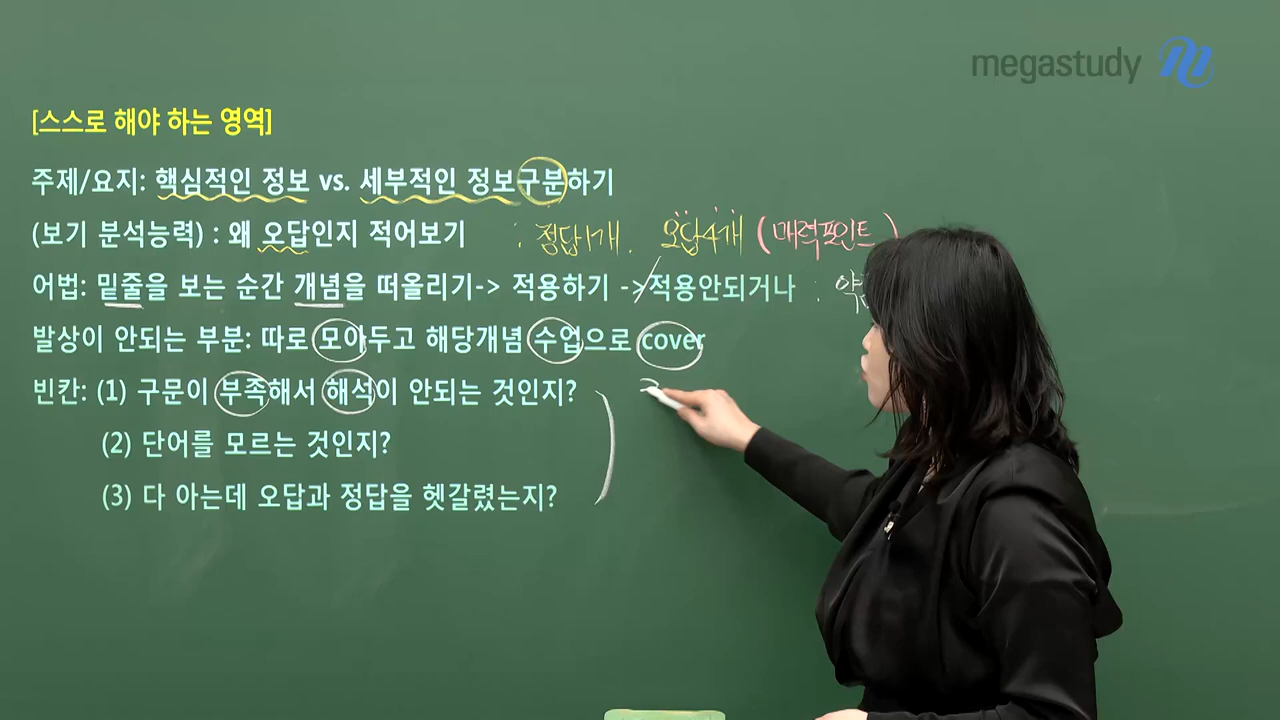 megastudy
[스스로 해야 하는 영역]
주제/요지: 핵심적인 정보 vs. 세부적인 정보구분하기
(보기 분석능력) : 왜 오답인지 적어보기 : 정답1개. 오답4개 (매력포인트)
어법: 밑줄을 보는 순간 개념을 떠올리기-> 적용하기 ->적용안되거나 : 약
발상이 안되는 부분: 따로 모아두고 해당개념 수업으로 cover
빈칸: (1) 구문이 부족해서 해석이 안되는 것인지?
(2) 단어를 모르는 것인지?
(3) 다 아는데 오답과 정답을 헷갈렸는지?